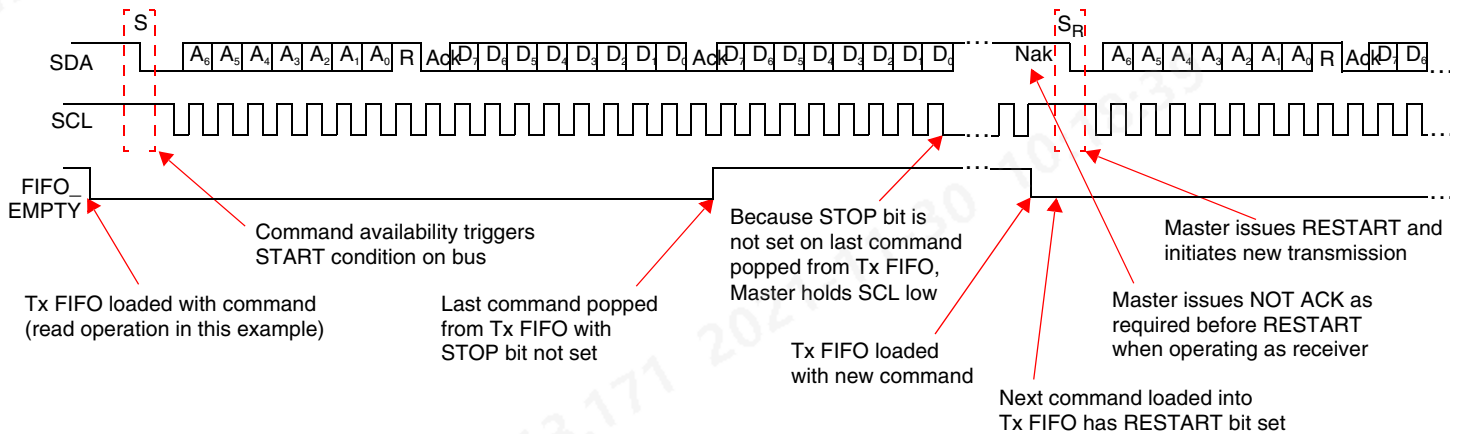 S
S_R
SDA A₆ A₅ A₄ A₃ A₂ A₁ A₀ R Ack D₇ D₆ D₅ D₄ D₃ D₂ D₁ D₀ Ack D₇ D₆ D₅ D₄ D₃ D₂ D₁ D₀ ... Nak A₆ A₅ A₄ A₃ A₂ A₁ A₀ R Ack D₇ D₆ ...
SCL
FIFO_
EMPTY
Command availability triggers
START condition on bus
Tx FIFO loaded with command
(read operation in this example)
Last command popped
from Tx FIFO with
STOP bit not set
Because STOP bit is
not set on last command
popped from Tx FIFO,
Master holds SCL low
Tx FIFO loaded
with new command
Master issues RESTART and
initiates new transmission
Master issues NOT ACK as
required before RESTART
when operating as receiver
Next command loaded into
Tx FIFO has RESTART bit set